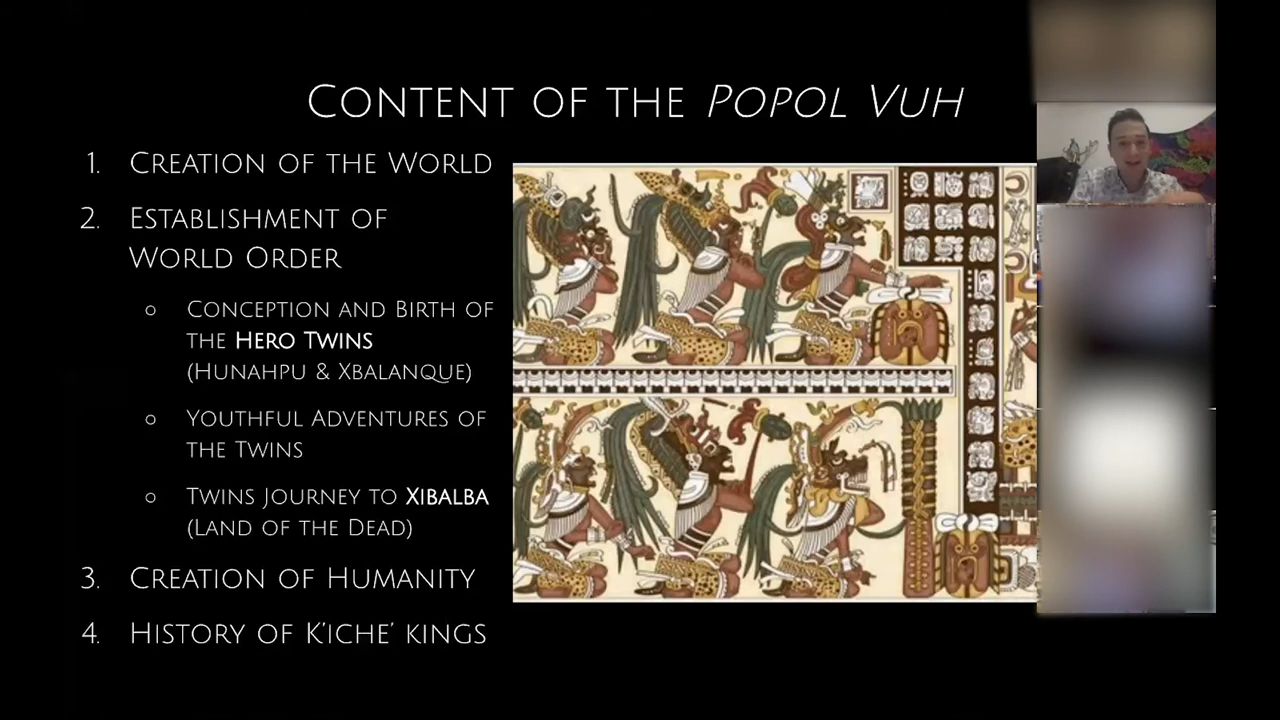 CONTENT OF THE POPOL VUH
1. CREATION OF THE WORLD
2. ESTABLISHMENT OF
WORLD ORDER
○ CONCEPTION AND BIRTH OF
THE HERO TWINS
(HUNAHPU & XBALANQUE)
○ YOUTHFUL ADVENTURES OF
THE TWINS
○ TWINS JOURNEY TO XIBALBA
(LAND OF THE DEAD)
3. CREATION OF HUMANITY
4. HISTORY OF K'ICHE' KINGS